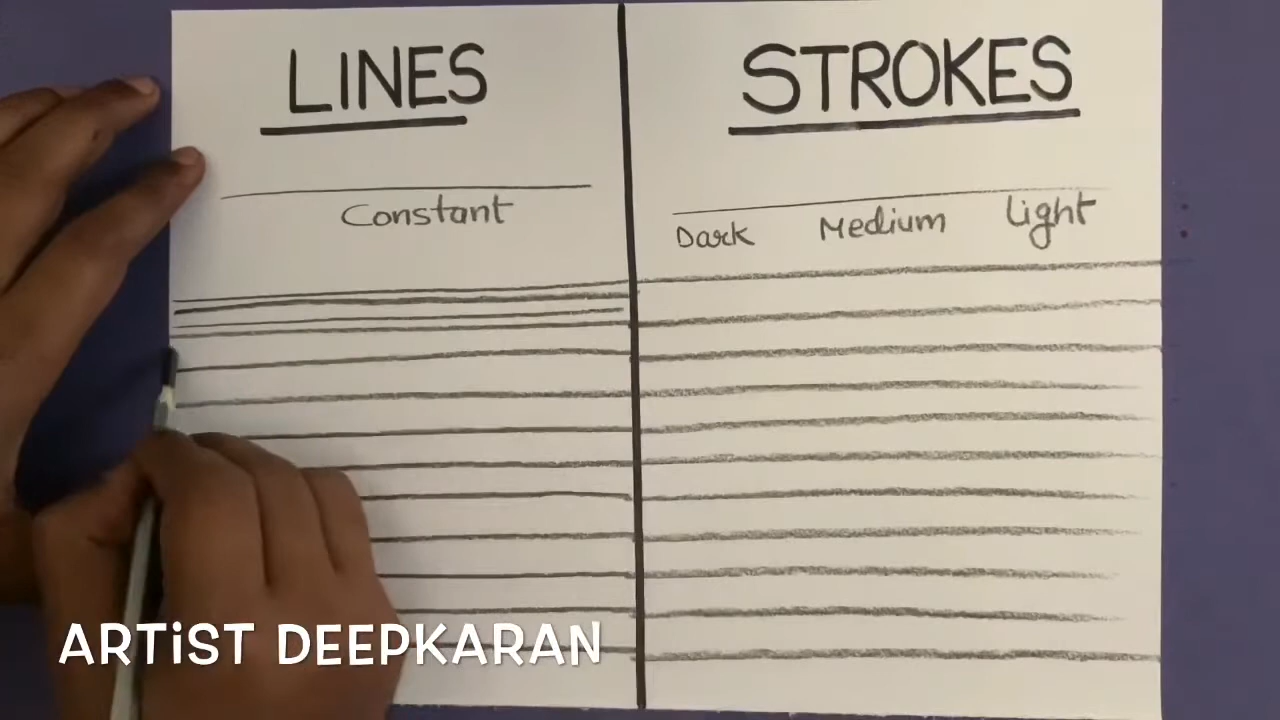 LINES
STROKES
Constant
Dark Medium Light
ARTiST DEEPKARAN